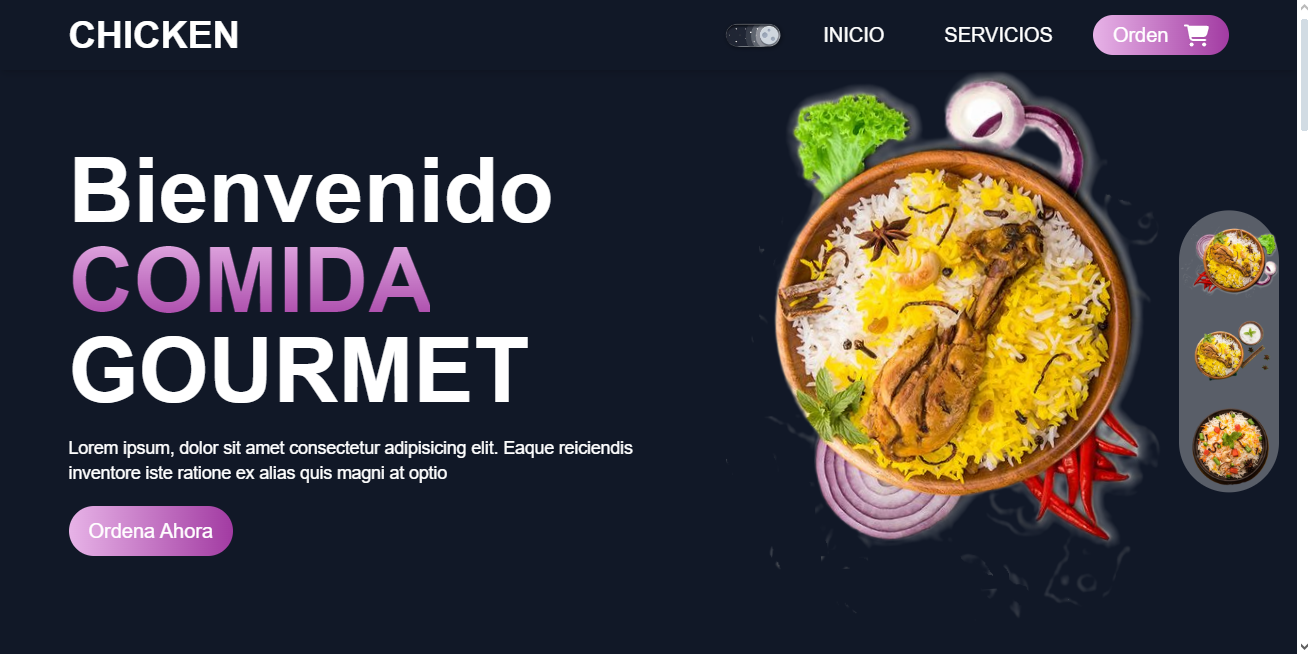 CHICKEN
INICIO
SERVICIOS
Orden
Bienvenido
COMIDA
GOURMET
Lorem ipsum, dolor sit amet consectetur adipisicing elit. Eaque reiciendis
inventore iste ratione ex alias quis magni at optio
Ordena Ahora